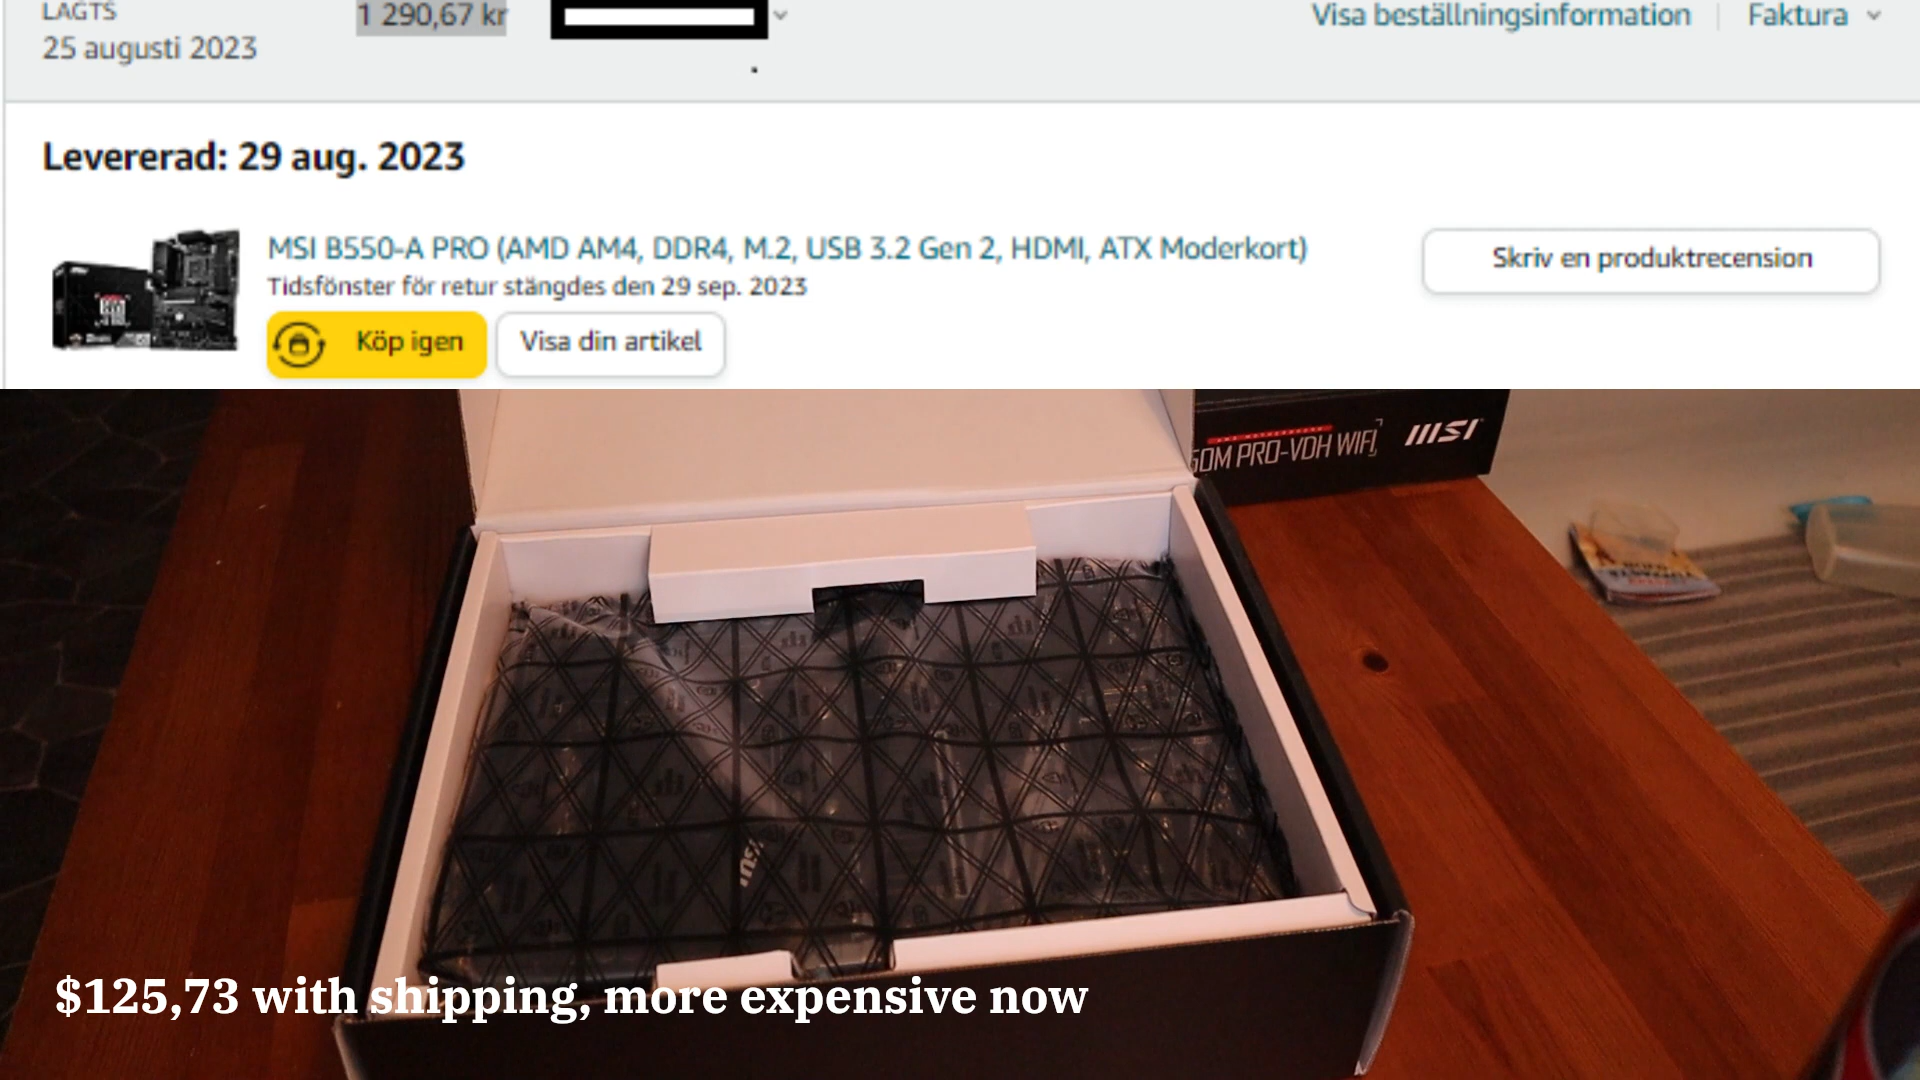 LAGTS
1 290,67 kr
Visa beställningsinformation
Faktura
25 augusti 2023
Levererad: 29 aug. 2023
MSI B550-A PRO (AMD AM4, DDR4, M.2, USB 3.2 Gen 2, HDMI, ATX Moderkort)
Tidsfönster för retur stängdes den 29 sep. 2023
Skriv en produktrecension
Köp igen
Visa din artikel
50M PRO-VDH WIFI
msi
msi
$125,73 with shipping, more expensive now